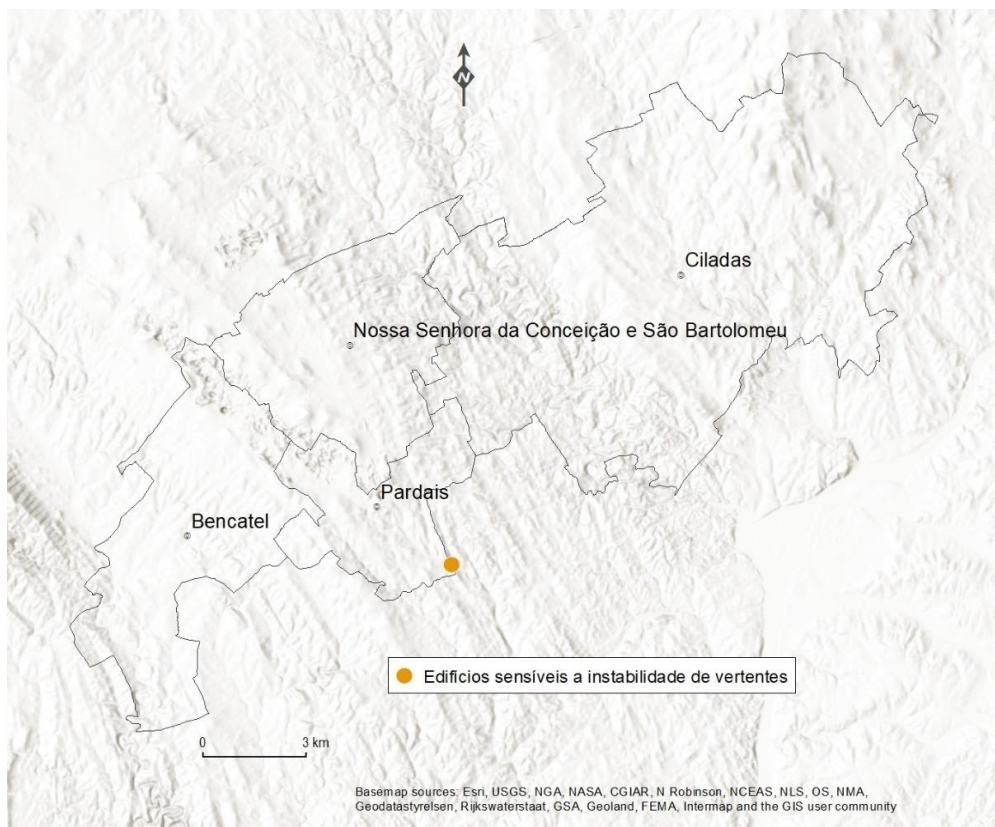 N
Ciladas
Nossa Senhora da Conceição e São Bartolomeu
Pardais
Bencatel
Edifícios sensíveis a instabilidade de vertentes
0 3 km
Basemap sources: Esri, USGS, NGA, NASA, CGIAR, N Robinson, NCEAS, NLS, OS, NMA,
Geodatastyrelsen, Rijkswaterstaat, GSA, Geoland, FEMA, Intermap and the GIS user community